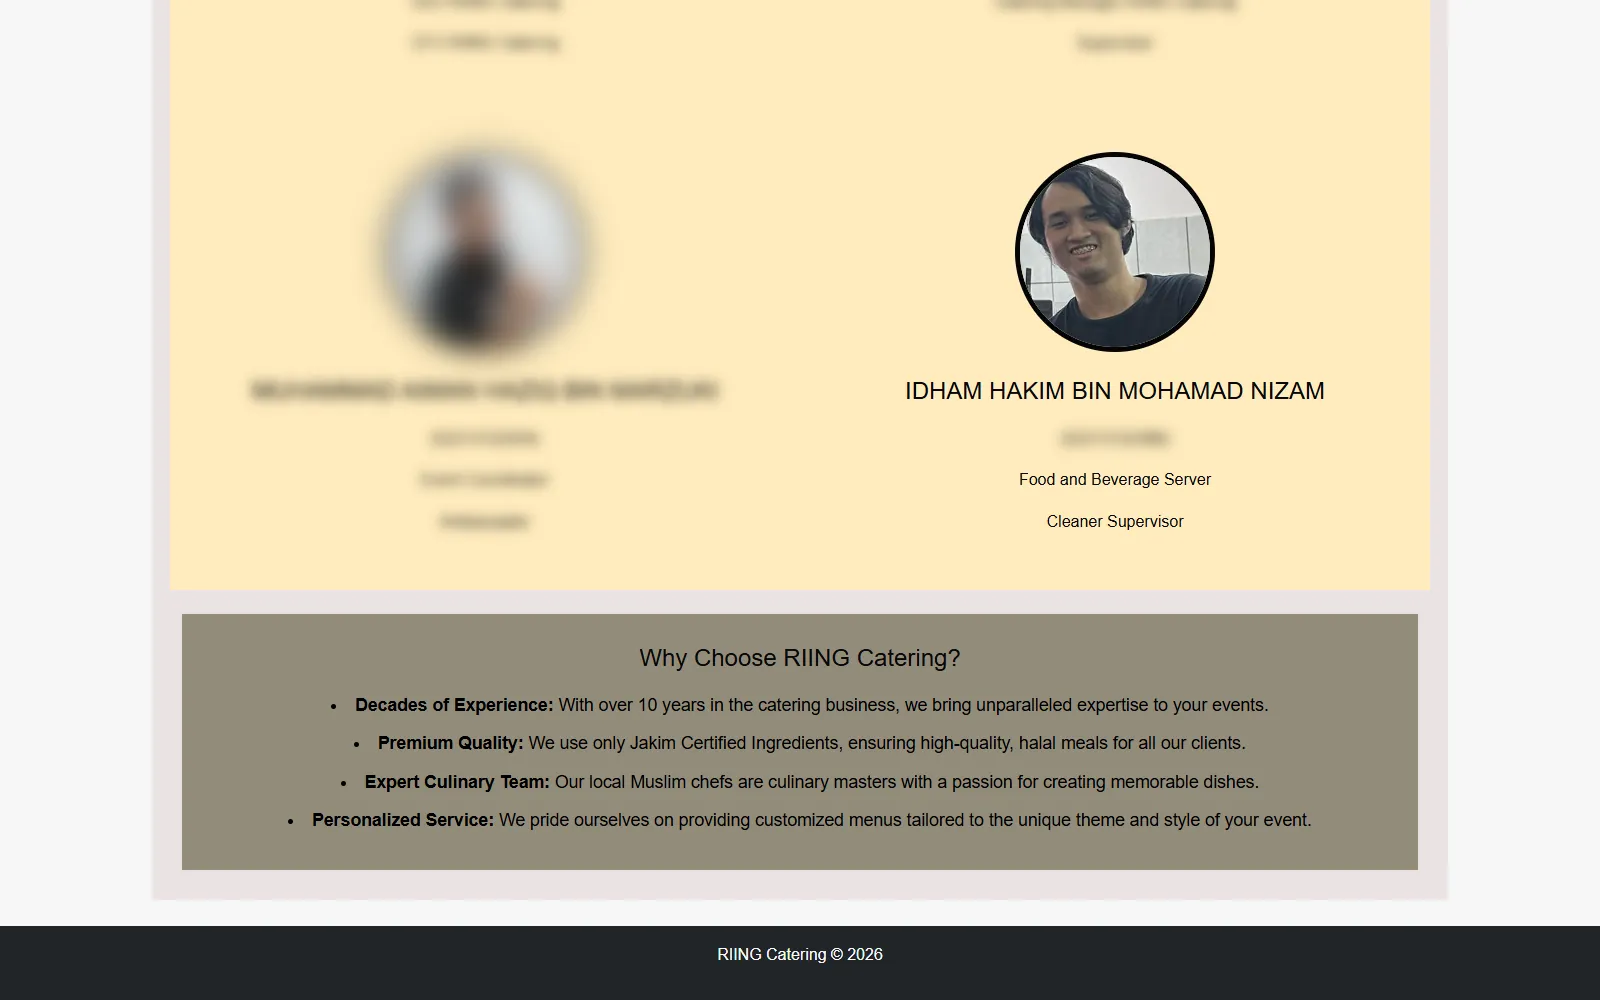 IDHAM HAKIM BIN MOHAMAD NIZAM
Food and Beverage Server
Cleaner Supervisor
Why Choose RIING Catering?
• Decades of Experience: With over 10 years in the catering business, we bring unparalleled expertise to your events.
• Premium Quality: We use only Jakim Certified Ingredients, ensuring high-quality, halal meals for all our clients.
• Expert Culinary Team: Our local Muslim chefs are culinary masters with a passion for creating memorable dishes.
• Personalized Service: We pride ourselves on providing customized menus tailored to the unique theme and style of your event.
RIING Catering © 2026